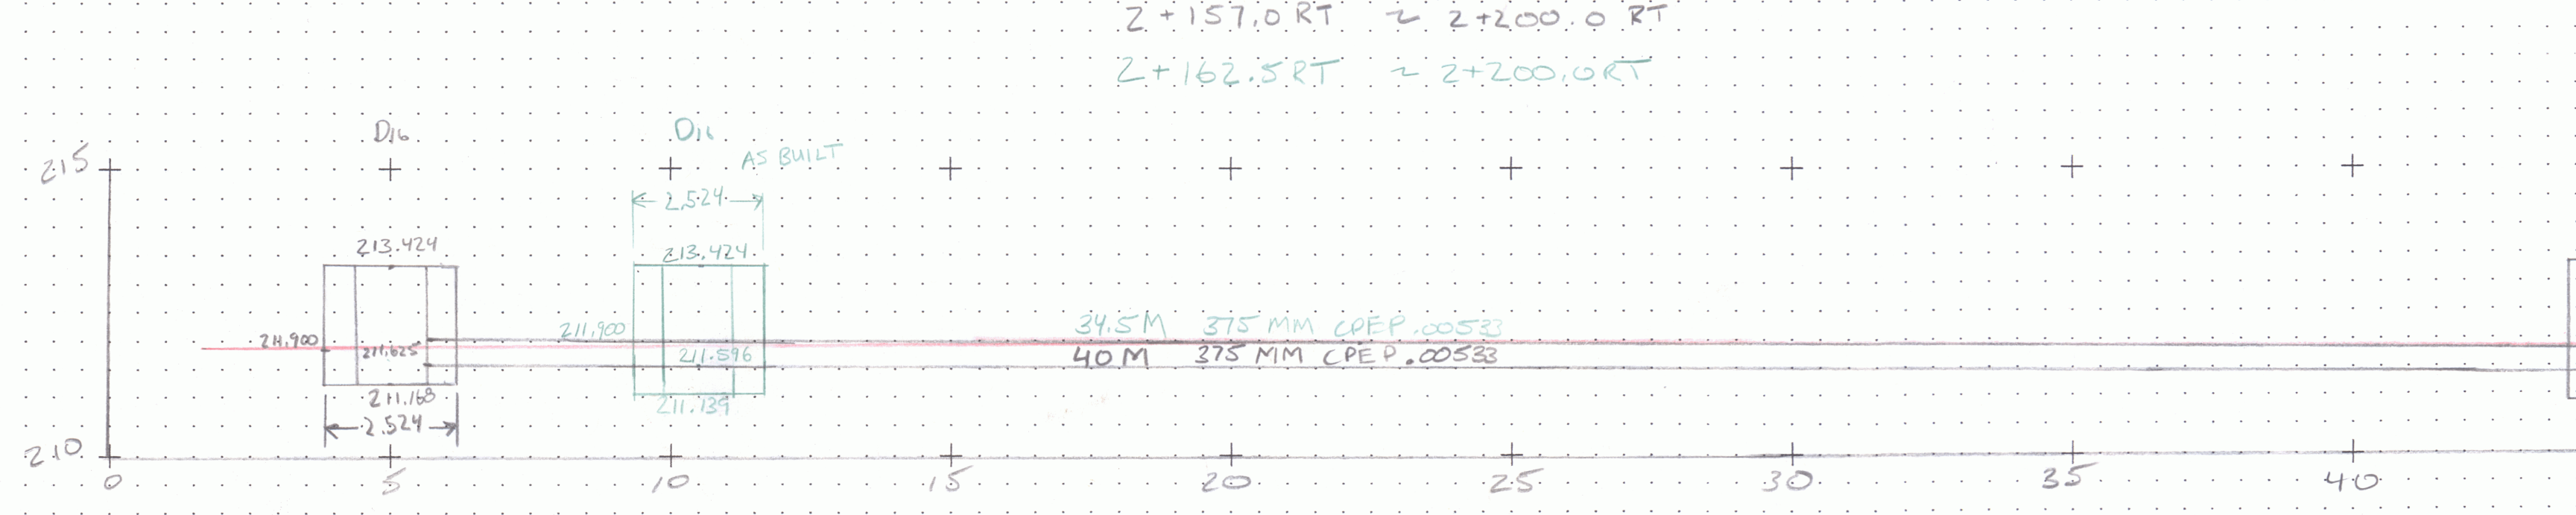 2+157.0 RT ~ 2+200.0 RT
2+162.5 RT ~ 2+200.0 RT
D16 D16
AS BUILT
215
2.524
213.424 213.424
211.900 34.5 M 375 MM CPEP .00533
211.900 211.625 211.596 40 M 375 MM CPEP .00533
211.168 211.139
2.524
210
0 5 10 15 20 25 30 35 40